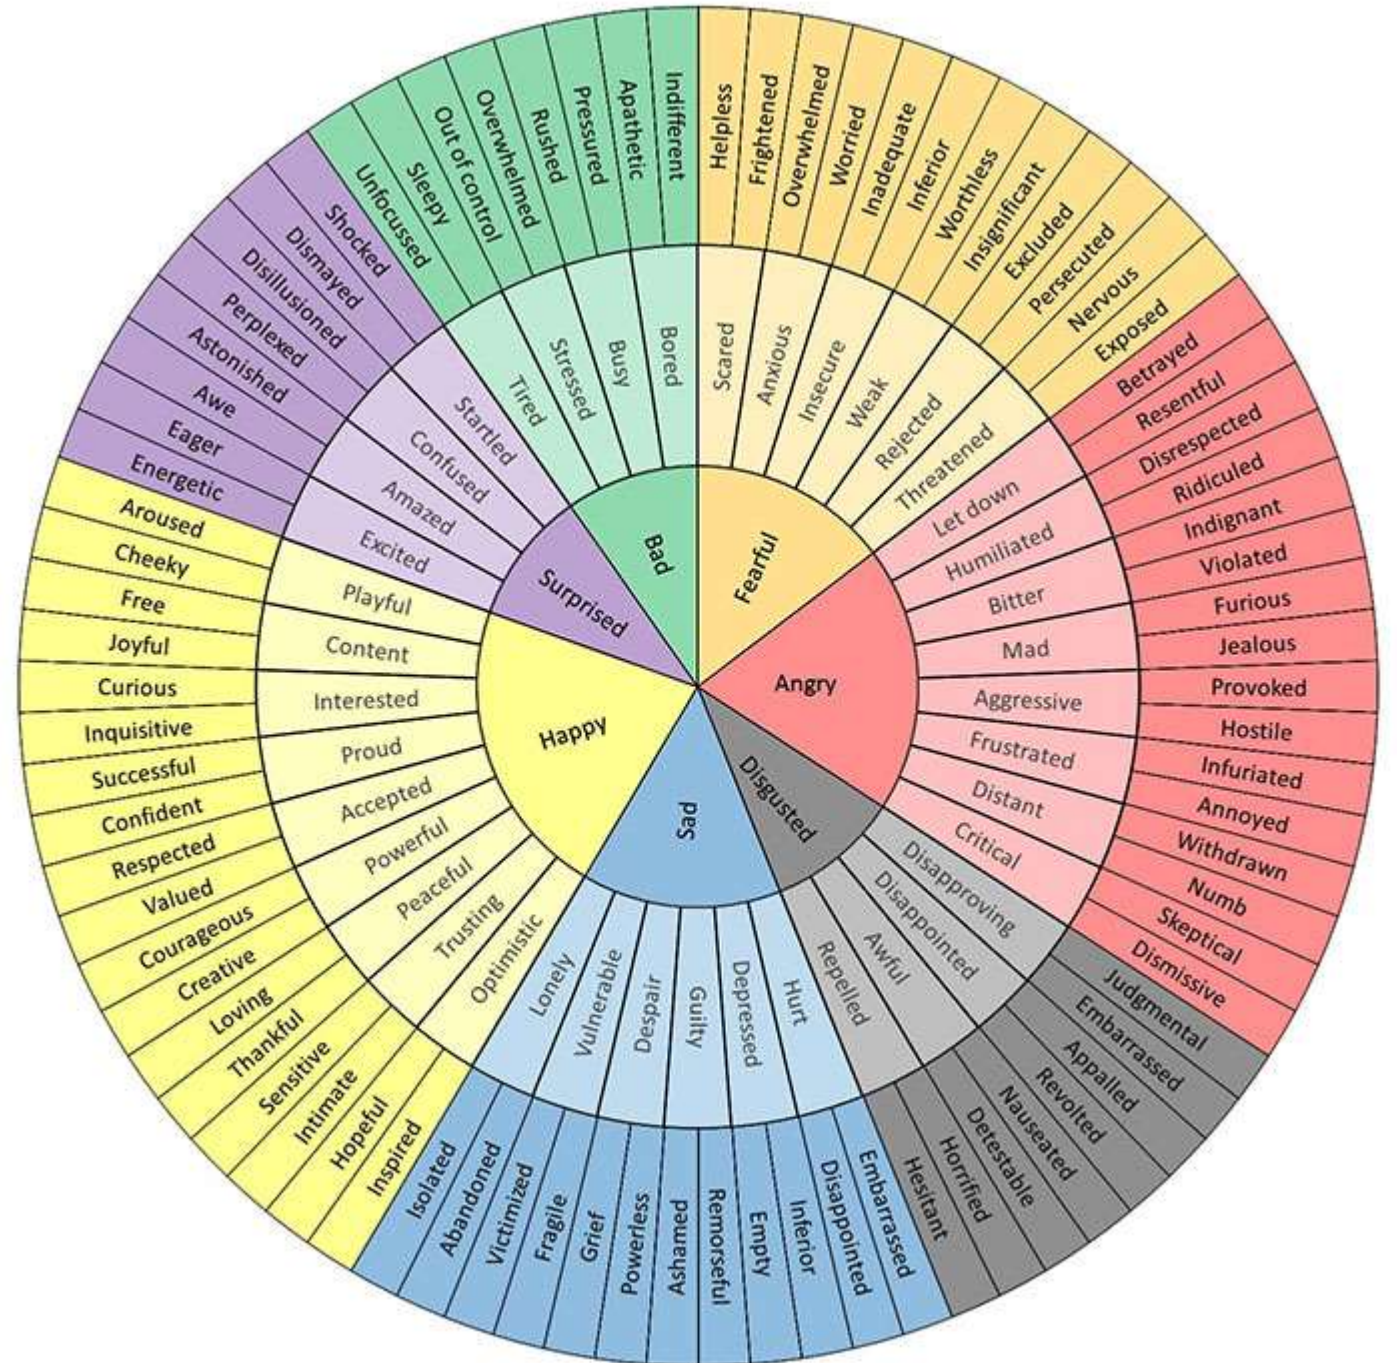 Bad
Fearful
Angry
Disgusted
Sad
Happy
Surprised
Tired
Stressed
Busy
Bored
Scared
Anxious
Insecure
Weak
Rejected
Threatened
Let down
Humiliated
Bitter
Mad
Aggressive
Frustrated
Distant
Critical
Disapproving
Disappointed
Awful
Repelled
Hurt
Depressed
Guilty
Despair
Vulnerable
Lonely
Optimistic
Trusting
Peaceful
Powerful
Accepted
Proud
Interested
Content
Playful
Excited
Amazed
Confused
Startled
Unfocussed
Sleepy
Out of control
Overwhelmed
Rushed
Pressured
Apathetic
Indifferent
Helpless
Frightened
Overwhelmed
Worried
Inadequate
Inferior
Worthless
Insignificant
Excluded
Persecuted
Nervous
Exposed
Betrayed
Resentful
Disrespected
Ridiculed
Indignant
Violated
Furious
Jealous
Provoked
Hostile
Infuriated
Annoyed
Withdrawn
Numb
Skeptical
Dismissive
Judgmental
Embarrassed
Appalled
Revolted
Nauseated
Detestable
Horrified
Hesitant
Embarrassed
Disappointed
Inferior
Empty
Remorseful
Ashamed
Powerless
Grief
Fragile
Victimized
Abandoned
Isolated
Inspired
Hopeful
Intimate
Sensitive
Thankful
Loving
Creative
Courageous
Valued
Respected
Confident
Successful
Inquisitive
Curious
Joyful
Free
Cheeky
Aroused
Energetic
Eager
Awe
Astonished
Perplexed
Disillusioned
Dismayed
Shocked